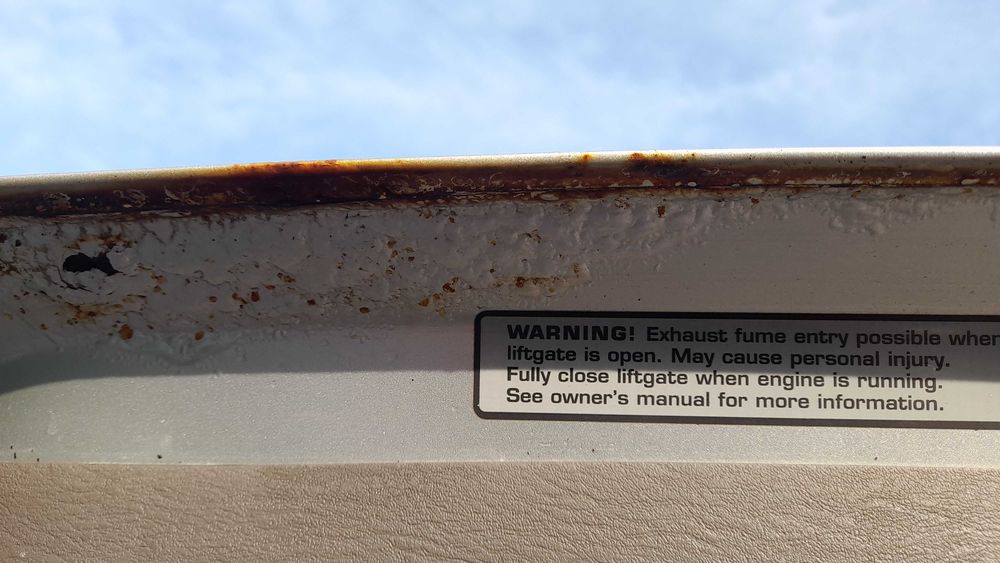 WARNING! Exhaust fume entry possible when
liftgate is open. May cause personal injury.
Fully close liftgate when engine is running.
See owner's manual for more information.